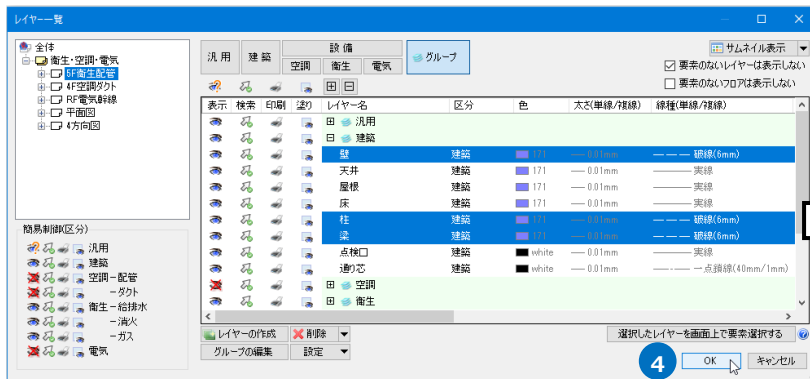 レイヤー一覧
全体
衛生・空調・電気
5F衛生配管
4F空調ダクト
RF電気幹線
平面図
4方向図
簡易制御(区分)
汎用
建築
空調－配管
－ダクト
衛生－給排水
－消火
－ガス
電気
汎用 建築 設備 グループ
空調 衛生 電気
サムネイル表示
要素のないレイヤーは表示しない
要素のないフロアは表示しない
表示 検索 印刷 塗り レイヤー名 区分 色 太さ(単線/複線) 線種(単線/複線)
汎用
建築
壁 建築 171 0.01mm 破線(6mm)
天井 建築 171 0.01mm 実線
屋根 建築 171 0.01mm 実線
床 建築 171 0.01mm 実線
柱 建築 171 0.01mm 破線(6mm)
梁 建築 171 0.01mm 破線(6mm)
点検口 建築 white 0.01mm 実線
通り芯 建築 white 0.01mm 一点鎖線(40mm/1mm)
空調
衛生
レイヤーの作成 削除 選択したレイヤーを画面上で要素選択する
グループの編集 設定
4 OK キャンセル